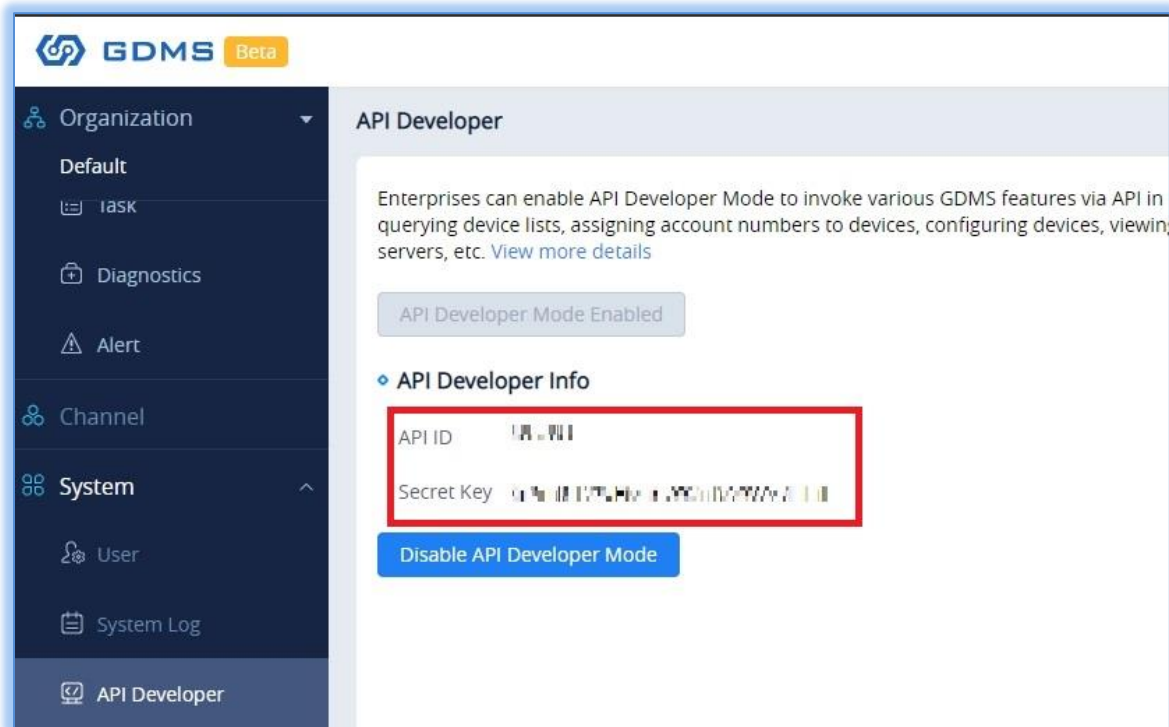 GDMS Beta
Organization
Default
Task
Diagnostics
Alert
Channel
System
User
System Log
API Developer
API Developer
Enterprises can enable API Developer Mode to invoke various GDMS features via API in
querying device lists, assigning account numbers to devices, configuring devices, viewing
servers, etc. View more details
API Developer Mode Enabled
API Developer Info
API ID
Secret Key
Disable API Developer Mode